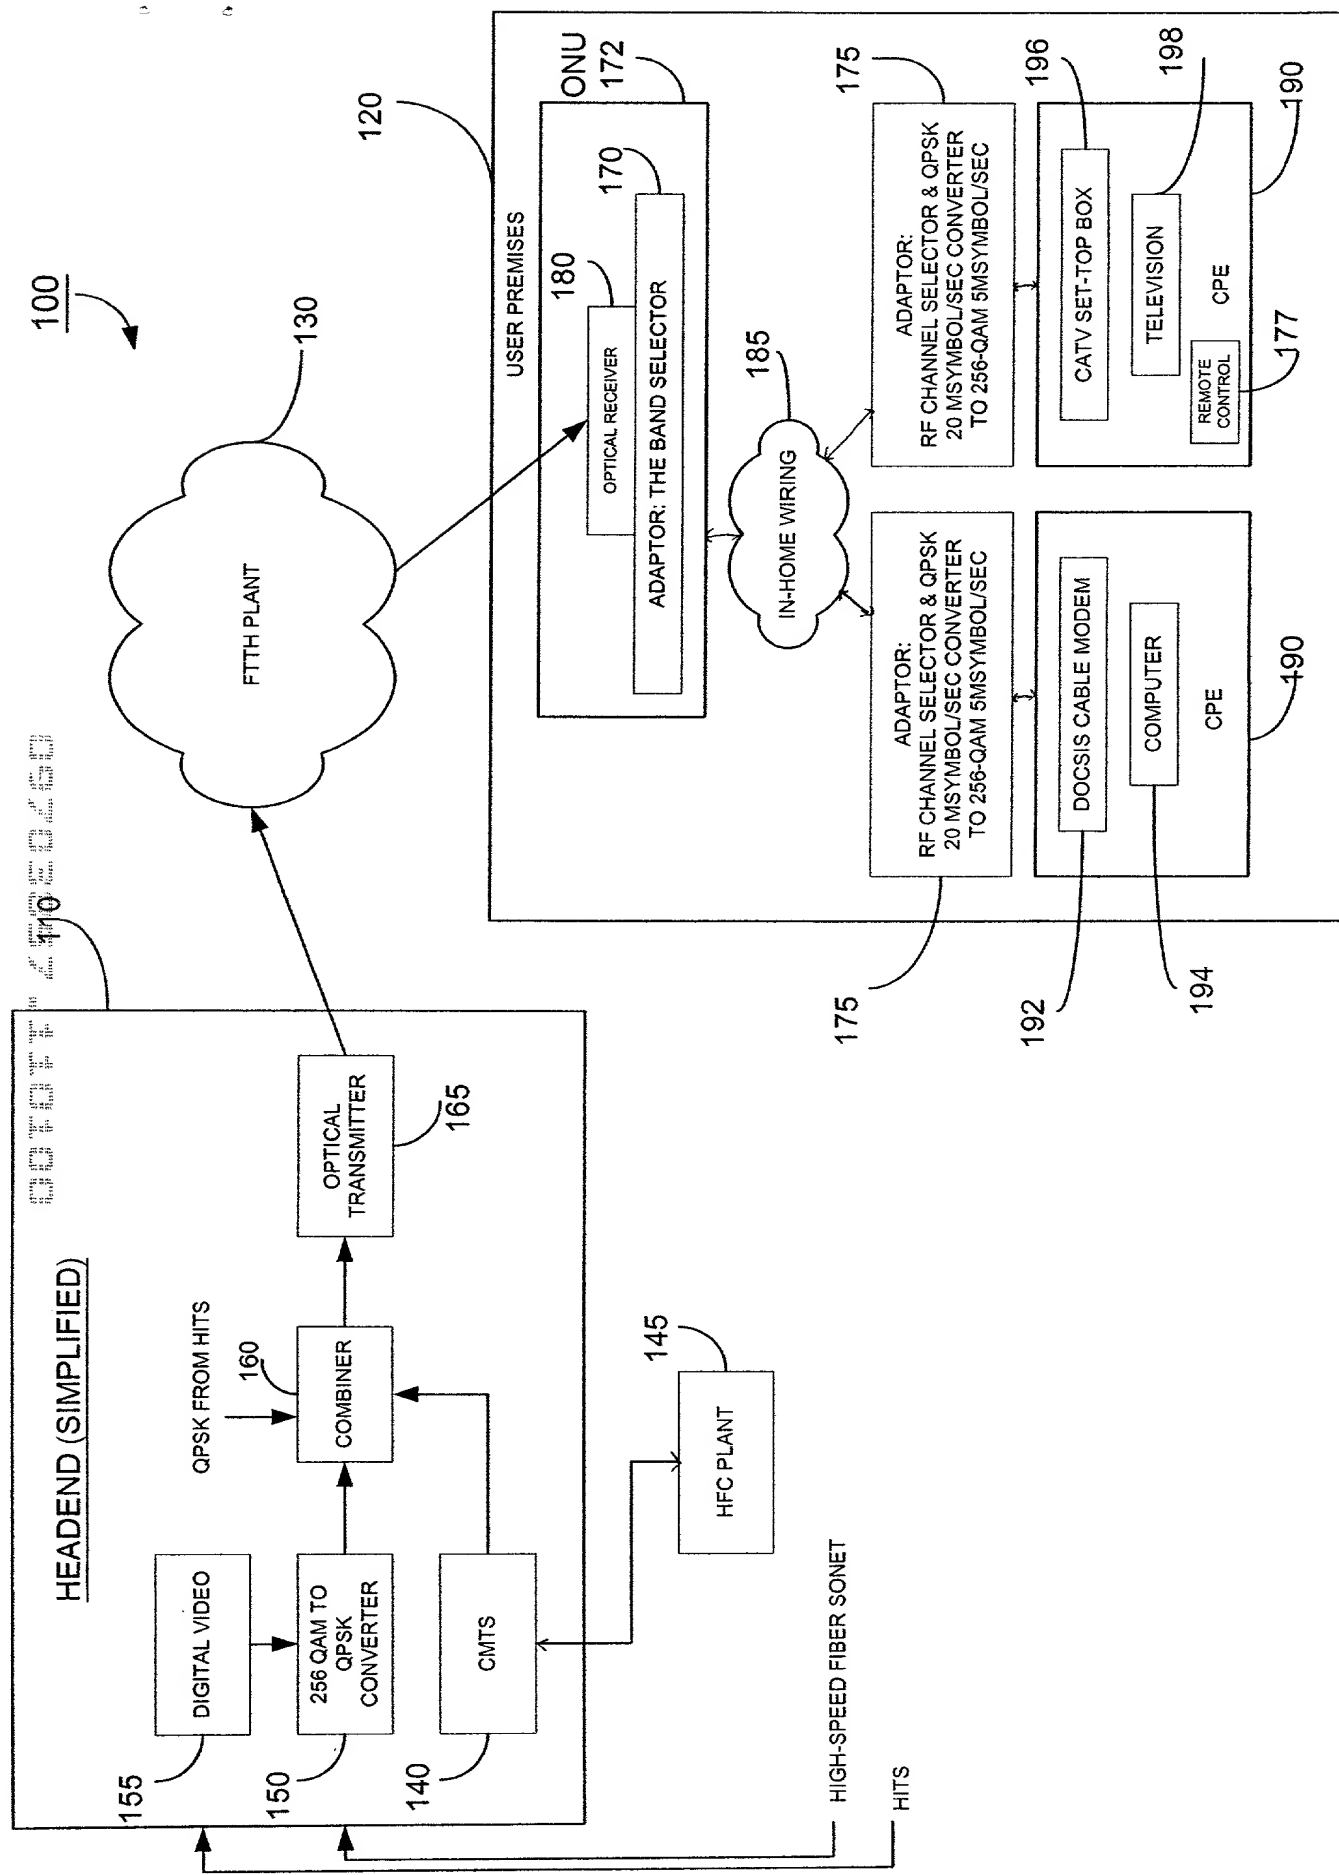 100
HEADEND (SIMPLIFIED)
110
DIGITAL VIDEO
155
256 QAM TO
QPSK
CONVERTER
150
CMTS
140
QPSK FROM HITS
160
COMBINER
OPTICAL
TRANSMITTER
165
HFC PLANT
145
HIGH-SPEED FIBER SONET
HITS
FTTH PLANT
130
120
USER PREMISES
ONU
172
OPTICAL RECEIVER
180
ADAPTOR: THE BAND SELECTOR
170
IN-HOME WIRING
185
ADAPTOR:
RF CHANNEL SELECTOR & QPSK
20 MSYMBOL/SEC CONVERTER
TO 256-QAM 5MSYMBOL/SEC
175
ADAPTOR:
RF CHANNEL SELECTOR & QPSK
20 MSYMBOL/SEC CONVERTER
TO 256-QAM 5MSYMBOL/SEC
175
DOCSIS CABLE MODEM
192
COMPUTER
194
CPE
190
CATV SET-TOP BOX
196
TELEVISION
198
CPE
REMOTE
CONTROL
177
190